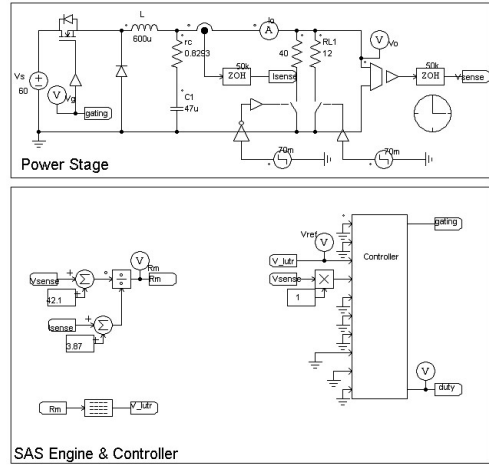 L
600u
Vs
60
V
Vg
gating
rc
0.8293
C1
47u
50k
ZOH
Isense
Io
A
40
RL1
12
V
Vo
50k
ZOH
Vsense
70m
70m
Power Stage
Vsense
42.1
Isense
3.87
V
Rm
Rm
Rm
V_lutr
Vref
V
V_lutr
Vsense
1
Controller
gating
V
duty
SAS Engine & Controller